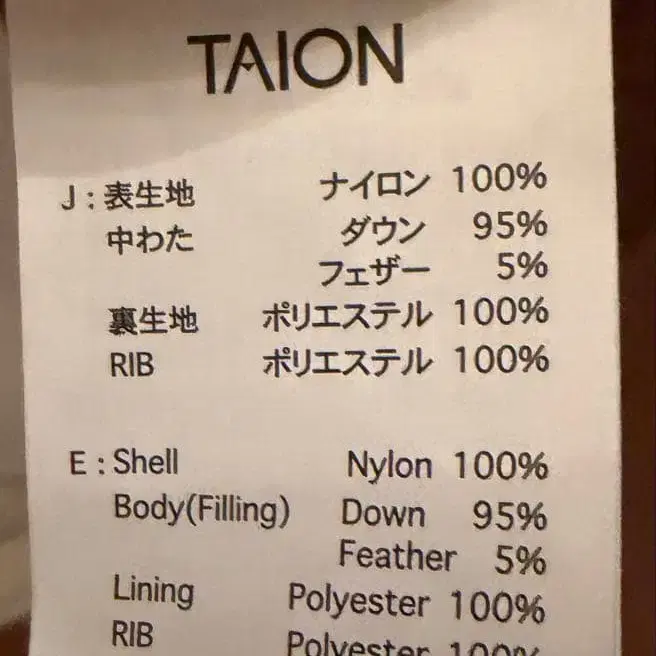 TAION
J : 表生地 ナイロン 100%
中わた ダウン 95%
フェザー 5%
裏生地 ポリエステル 100%
RIB ポリエステル 100%
E : Shell Nylon 100%
Body(Filling) Down 95%
Feather 5%
Lining Polyester 100%
RIB Polyester 100%